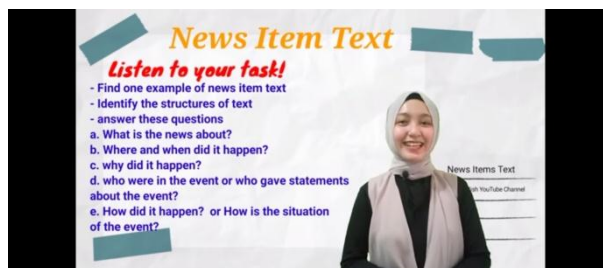 News Item Text
Listen to your task!
- Find one example of news item text
- Identify the structures of text
- answer these questions
a. What is the news about?
b. Where and when did it happen?
c. why did it happen?
d. who were in the event or who gave statements
about the event?
e. How did it happen? or How is the situation
of the event?
News Items Text
YouTube Channel